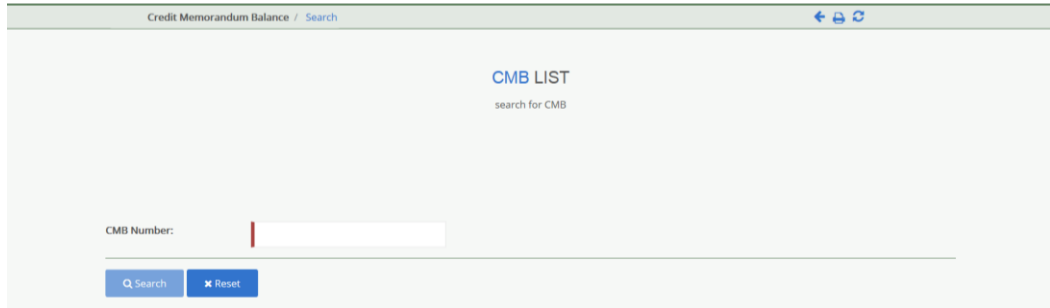 Credit Memorandum Balance / Search
CMB LIST
search for CMB
CMB Number:
Search
Reset